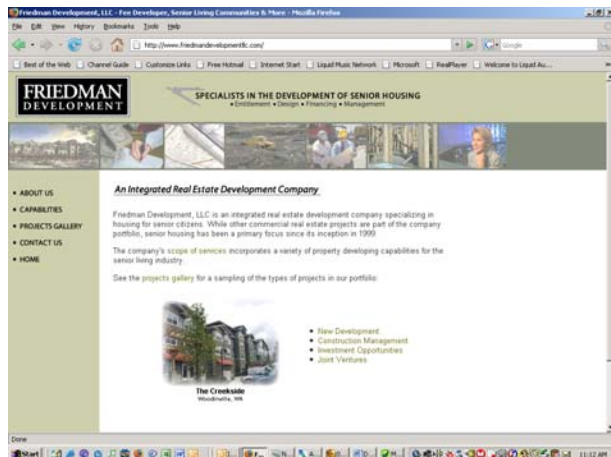 Friedman Development, LLC - Fee Developer, Senior Living Communities & More - Mozilla Firefox
File Edit View History Bookmarks Tools Help
http://www.friedmandevelopmentllc.com/
Google
Best of the Web Channel Guide Customize Links Free Hotmail Internet Start Liquid Music Network Microsoft RealPlayer Welcome to Liquid Au...
FRIEDMAN
DEVELOPMENT
SPECIALISTS IN THE DEVELOPMENT OF SENIOR HOUSING
• Entitlement • Design • Financing • Management
• ABOUT US
• CAPABILITIES
• PROJECTS GALLERY
• CONTACT US
• HOME
An Integrated Real Estate Development Company
Friedman Development, LLC is an integrated real estate development company specializing in
housing for senior citizens. While other commercial real estate projects are part of the company
portfolio, senior housing has been a primary focus since its inception in 1999.
The company's scope of services incorporates a variety of property developing capabilities for the
senior living industry.
See the projects gallery for a sampling of the types of projects in our portfolio:
• New Development
• Construction Management
• Investment Opportunities
• Joint Ventures
The Creekside
Woodinville, WA
Done
Start
11:12 AM